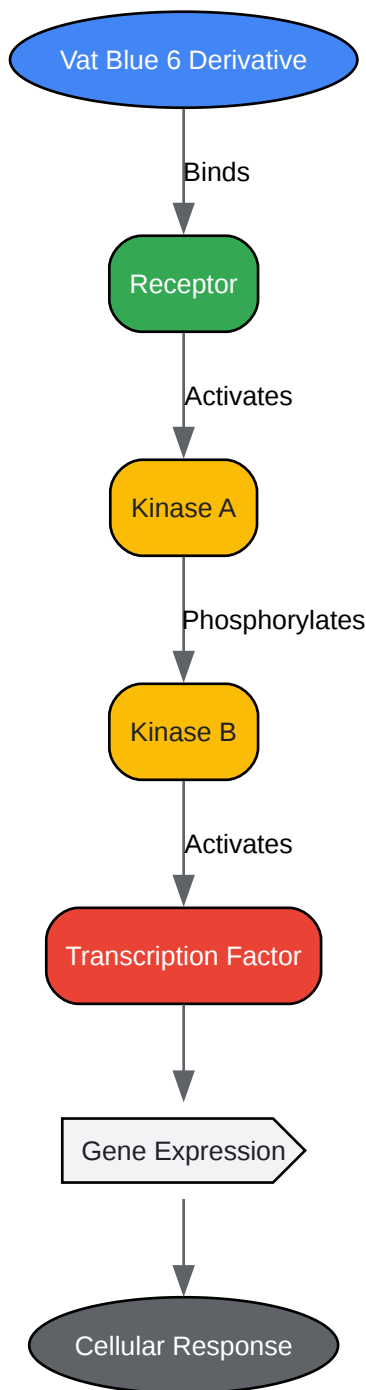 Vat Blue 6 Derivative
Binds
Receptor
Activates
Kinase A
Phosphorylates
Kinase B
Activates
Transcription Factor
Gene Expression
Cellular Response